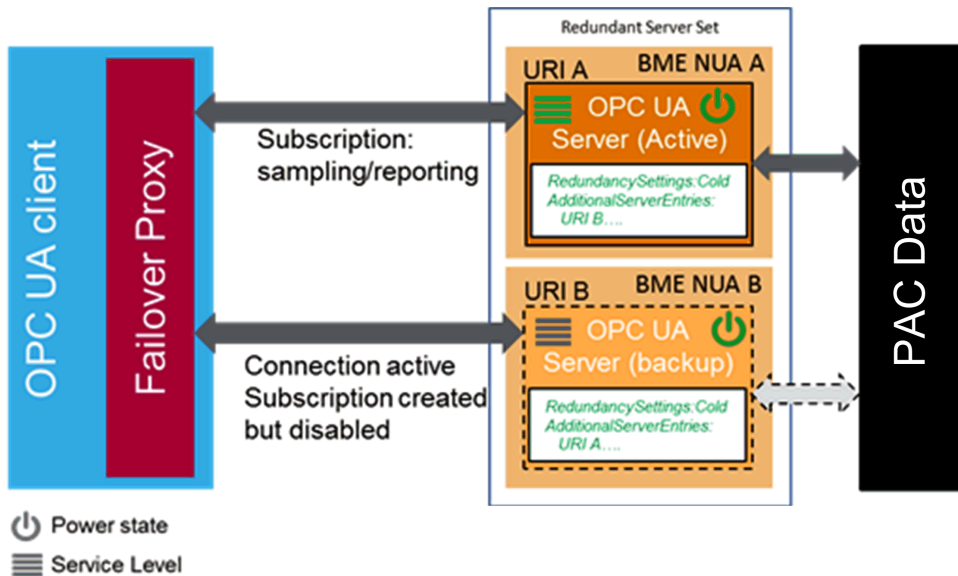 OPC UA client
Failover Proxy
Subscription:
sampling/reporting
Connection active
Subscription created
but disabled
Redundant Server Set
URI A
BME NUA A
OPC UA
Server (Active)
RedundancySettings:Cold
AdditionalServerEntries:
URI B....
URI B
BME NUA B
OPC UA
Server (backup)
RedundancySettings:Cold
AdditionalServerEntries:
URI A....
PAC Data
Power state
Service Level